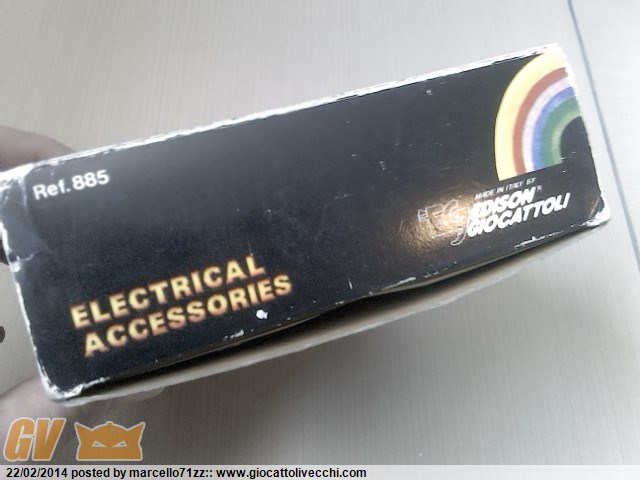 Ref. 885
MADE IN ITALY BY
EDISON
GIOCATTOLI
ELECTRICAL
ACCESSORIES
GV
22/02/2014 posted by marcello71zz:: www.giocattolivecchi.com